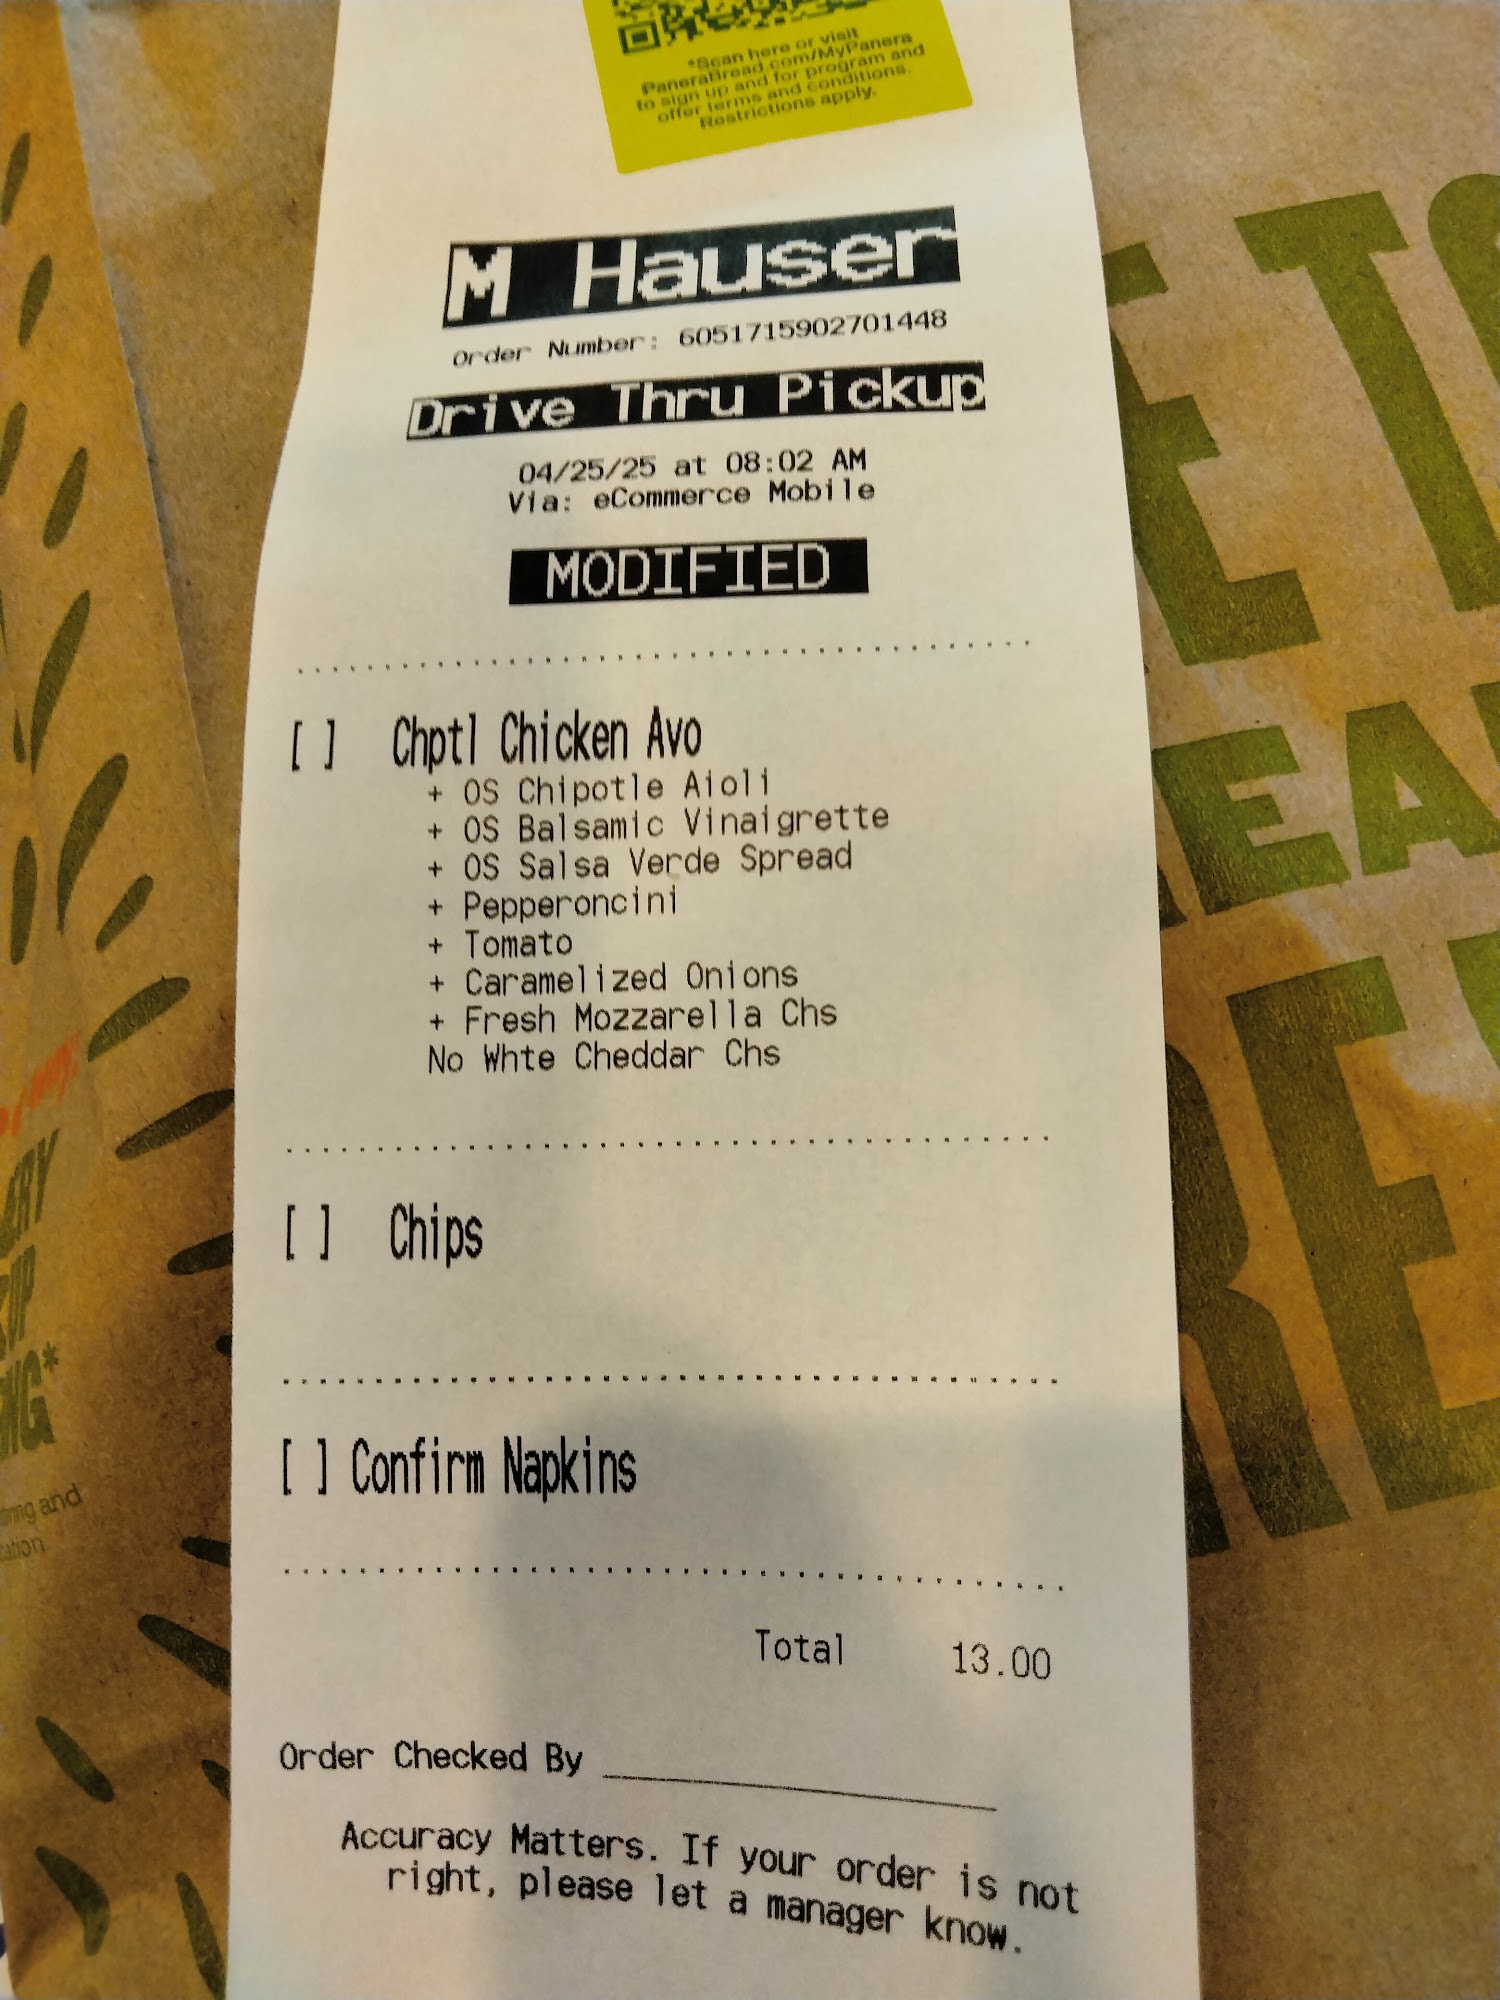 *Scan here or visit
PaneraBread.com/MyPanera
to sign up and for program and
offer terms and conditions.
Restrictions apply.
M Hauser
Order Number: 6051715902701448
Drive Thru Pickup
04/25/25 at 08:02 AM
Via: eCommerce Mobile
MODIFIED
[ ] Chptl Chicken Avo
+ OS Chipotle Aioli
+ OS Balsamic Vinaigrette
+ OS Salsa Verde Spread
+ Pepperoncini
+ Tomato
+ Caramelized Onions
+ Fresh Mozzarella Chs
No Whte Cheddar Chs
[ ] Chips
[ ] Confirm Napkins
Total 13.00
Order Checked By
Accuracy Matters. If your order is not
right, please let a manager know.